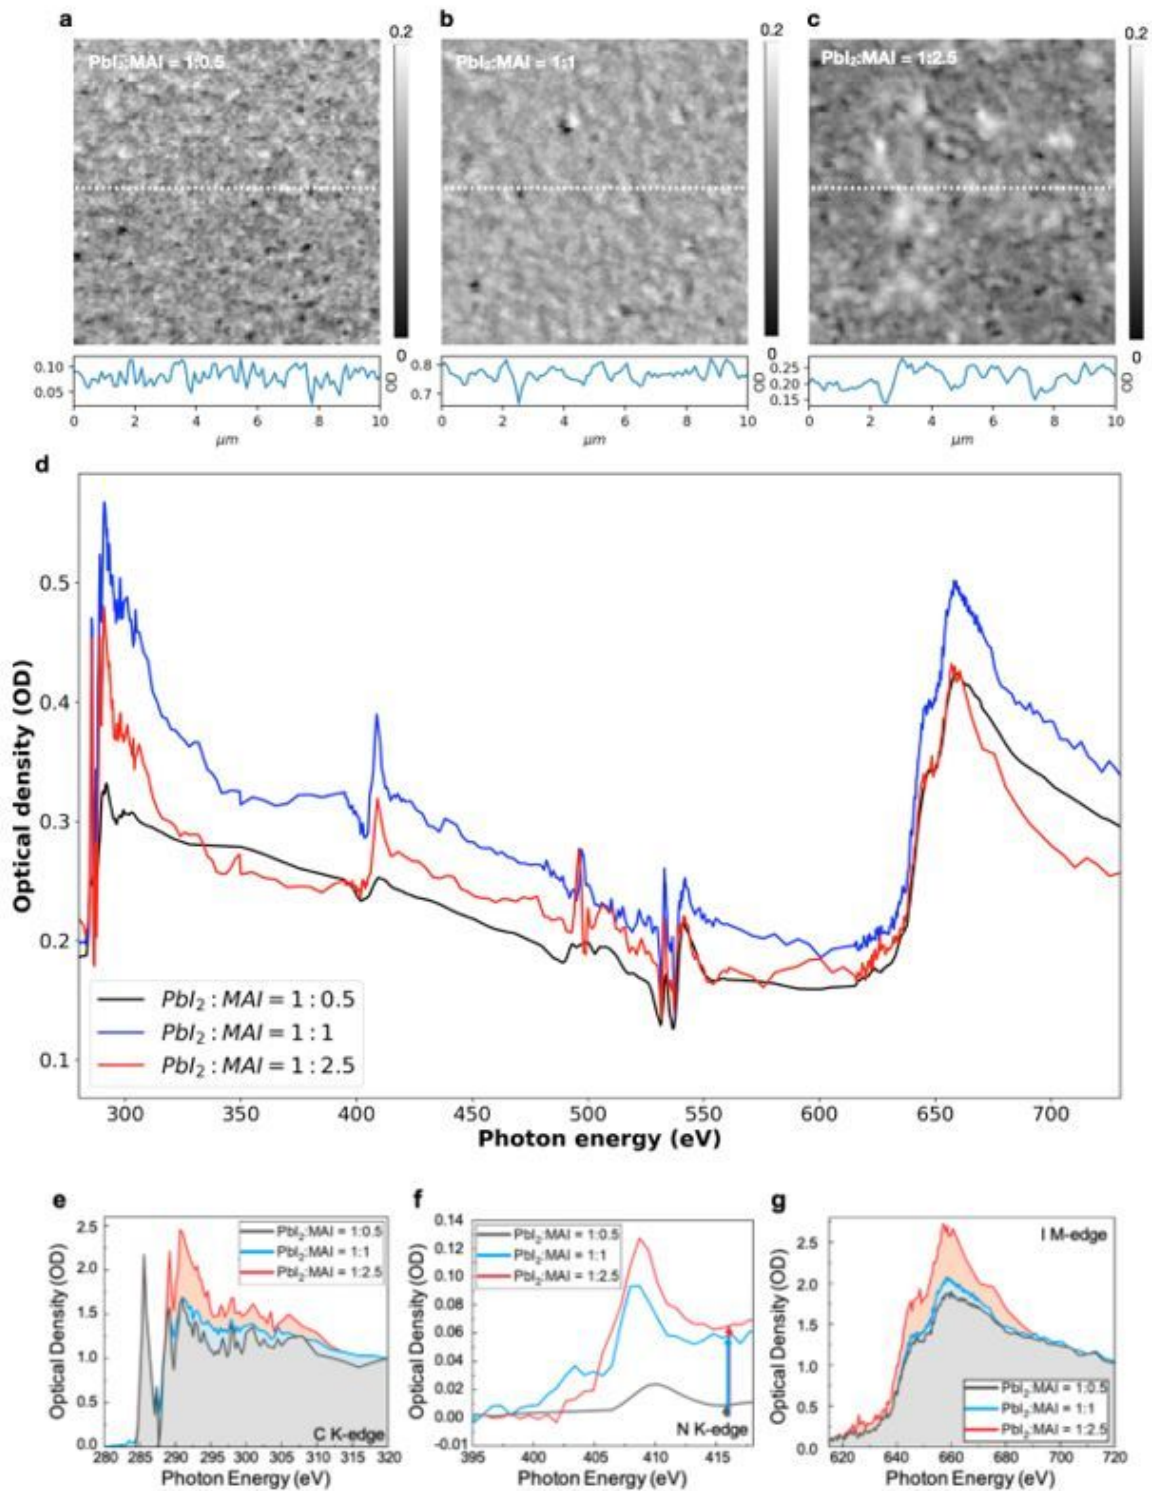 a b c
PbI₂:MAI = 1:0.5 0.2 PbI₂:MAI = 1:1 0.2 PbI₂:MAI = 1:2.5 0.2
0 0 0
0.10 0.05 OD 0.8 0.7 OD 0.25 0.20 0.15
0 2 4 6 8 10 0 2 4 6 8 10 0 2 4 6 8 10
μm μm μm
d
Optical density (OD)
0.5
0.4
0.3
0.2
0.1
PbI₂ : MAI = 1 : 0.5
PbI₂ : MAI = 1 : 1
PbI₂ : MAI = 1 : 2.5
300 350 400 450 500 550 600 650 700
Photon energy (eV)
e
Optical Density (OD)
2.5
2.0
1.5
1.0
0.5
0.0
PbI₂:MAI = 1:0.5
PbI₂:MAI = 1:1
PbI₂:MAI = 1:2.5
C K-edge
280 285 290 295 300 305 310 315 320
Photon Energy (eV)
f
Optical Density (OD)
0.14
0.12
0.10
0.08
0.06
0.04
0.02
0.00
-0.01
PbI₂:MAI = 1:0.5
PbI₂:MAI = 1:1
PbI₂:MAI = 1:2.5
N K-edge
395 400 405 410 415
Photon Energy (eV)
g
Optical Density (OD)
2.5
2.0
1.5
1.0
0.5
0.0
I M-edge
PbI₂:MAI = 1:0.5
PbI₂:MAI = 1:1
PbI₂:MAI = 1:2.5
620 640 660 680 700 720
Photon Energy (eV)